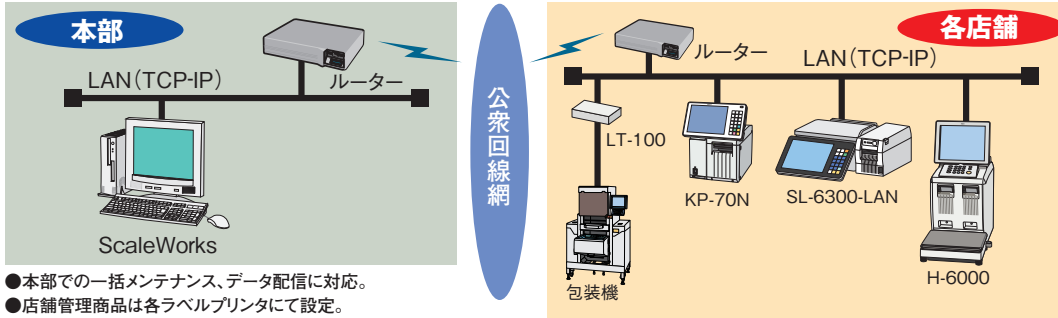 本部
LAN(TCP-IP)
ルーター
ScaleWorks
●本部での一括メンテナンス、データ配信に対応。
●店舗管理商品は各ラベルプリンタにて設定。
公衆回線網
各店舗
ルーター
LAN(TCP-IP)
LT-100
KP-70N
SL-6300-LAN
包装機
H-6000